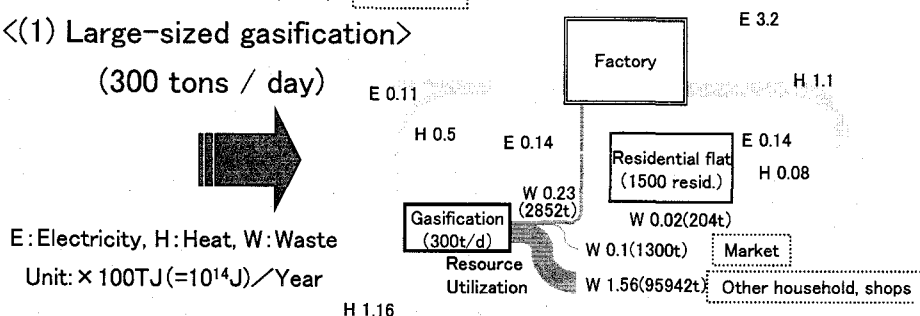 <(1) Large-sized gasification>
(300 tons / day)
E 3.2
Factory
H 1.1
E 0.11
H 0.5
E 0.14
Residential flat
(1500 resid.)
E 0.14
H 0.08
W 0.23
(2852t)
W 0.02(204t)
Gasification
(300t/d)
E:Electricity, H:Heat, W:Waste
W 0.1(1300t)
Market
Resource
Utilization
Unit:×100TJ(=10¹⁴J)/Year
W 1.56(95942t)
Other household, shops
H 1.16